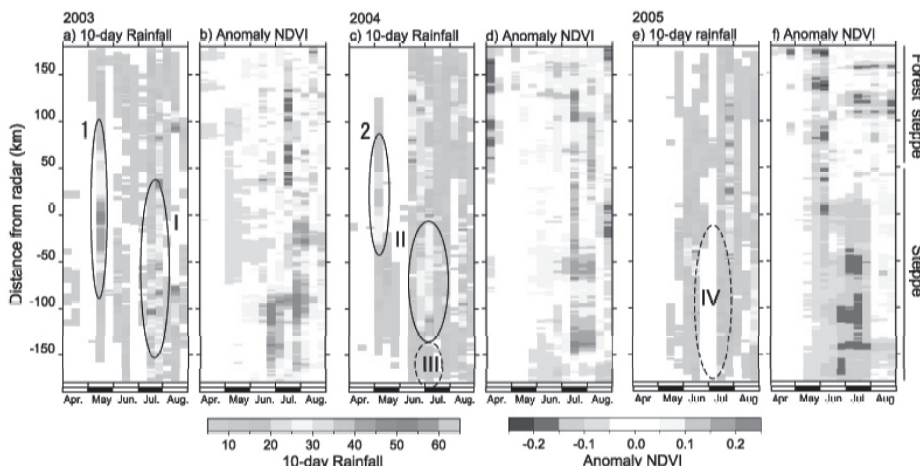 2003 2004 2005
a) 10-day Rainfall b) Anomaly NDVI c) 10-day Rainfall d) Anomaly NDVI e) 10-day rainfall f) Anomaly NDVI
Distance from radar (km)
150
100
50
0
-50
-100
-150
1
I
2
II
III
IV
Forest steppe
Steppe
Apr. May Jun. Jul. Aug. Apr. May Jun. Jul. Aug. Apr. May Jun. Jul. Aug. Apr. May Jun. Jul. Aug. Apr May Jun. Jul. Aug. Apr May Jun. Jul. Aug.
10 20 30 40 50 60
10-day Rainfall
-0.2 -0.1 0.0 0.1 0.2
Anomaly NDVI